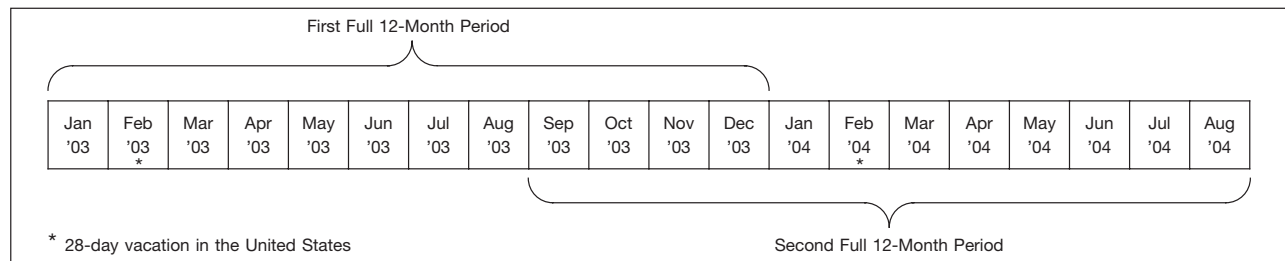 First Full 12-Month Period
Jan Feb Mar Apr May Jun Jul Aug Sep Oct Nov Dec Jan Feb Mar Apr May Jun Jul Aug
'03 '03 '03 '03 '03 '03 '03 '03 '03 '03 '03 '03 '04 '04 '04 '04 '04 '04 '04 '04
* *
* 28-day vacation in the United States
Second Full 12-Month Period